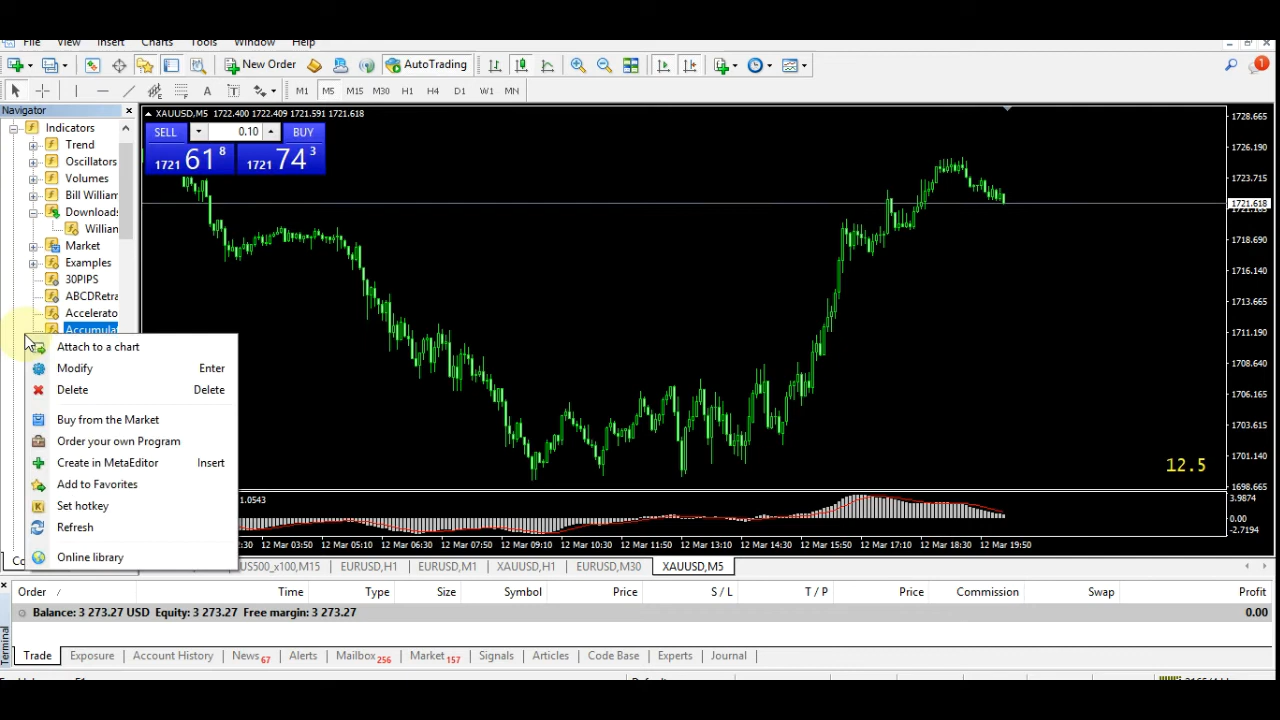 File View Insert Charts Tools Window Help
New Order AutoTrading 1
M1 M5 M15 M30 H1 H4 D1 W1 MN
Navigator
Indicators
Trend
Oscillators
Volumes
Bill William
Downloads
William
Market
Examples
30PIPS
ABCDRetra
Accelerato
Accumulat
Attach to a chart
Modify Enter
Delete Delete
Buy from the Market
Order your own Program
Create in MetaEditor Insert
Add to Favorites
Set hotkey
Refresh
Online library
XAUUSD,M5 1722.400 1722.409 1721.591 1721.618
SELL 0.10 BUY
1721 61 8 1721 74 3
1728.665
1726.190
1723.715
1721.618
1718.690
1716.140
1713.665
1711.190
1708.640
1706.165
1703.690
1701.140
1698.665
12.5
1.0543
3.9874
0.00
-2.7194
12 Mar 03:50 12 Mar 05:10 12 Mar 06:30 12 Mar 07:50 12 Mar 09:10 12 Mar 10:30 12 Mar 11:50 12 Mar 13:10 12 Mar 14:30 12 Mar 15:50 12 Mar 17:10 12 Mar 18:30 12 Mar 19:50
US500_x100,M15 EURUSD,H1 EURUSD,M1 XAUUSD,H1 EURUSD,M30 XAUUSD,M5
Order / Time Type Size Symbol Price S / L T / P Price Commission Swap Profit
Balance: 3 273.27 USD Equity: 3 273.27 Free margin: 3 273.27 0.00
Terminal
Trade Exposure Account History News 67 Alerts Mailbox 256 Market 157 Signals Articles Code Base Experts Journal